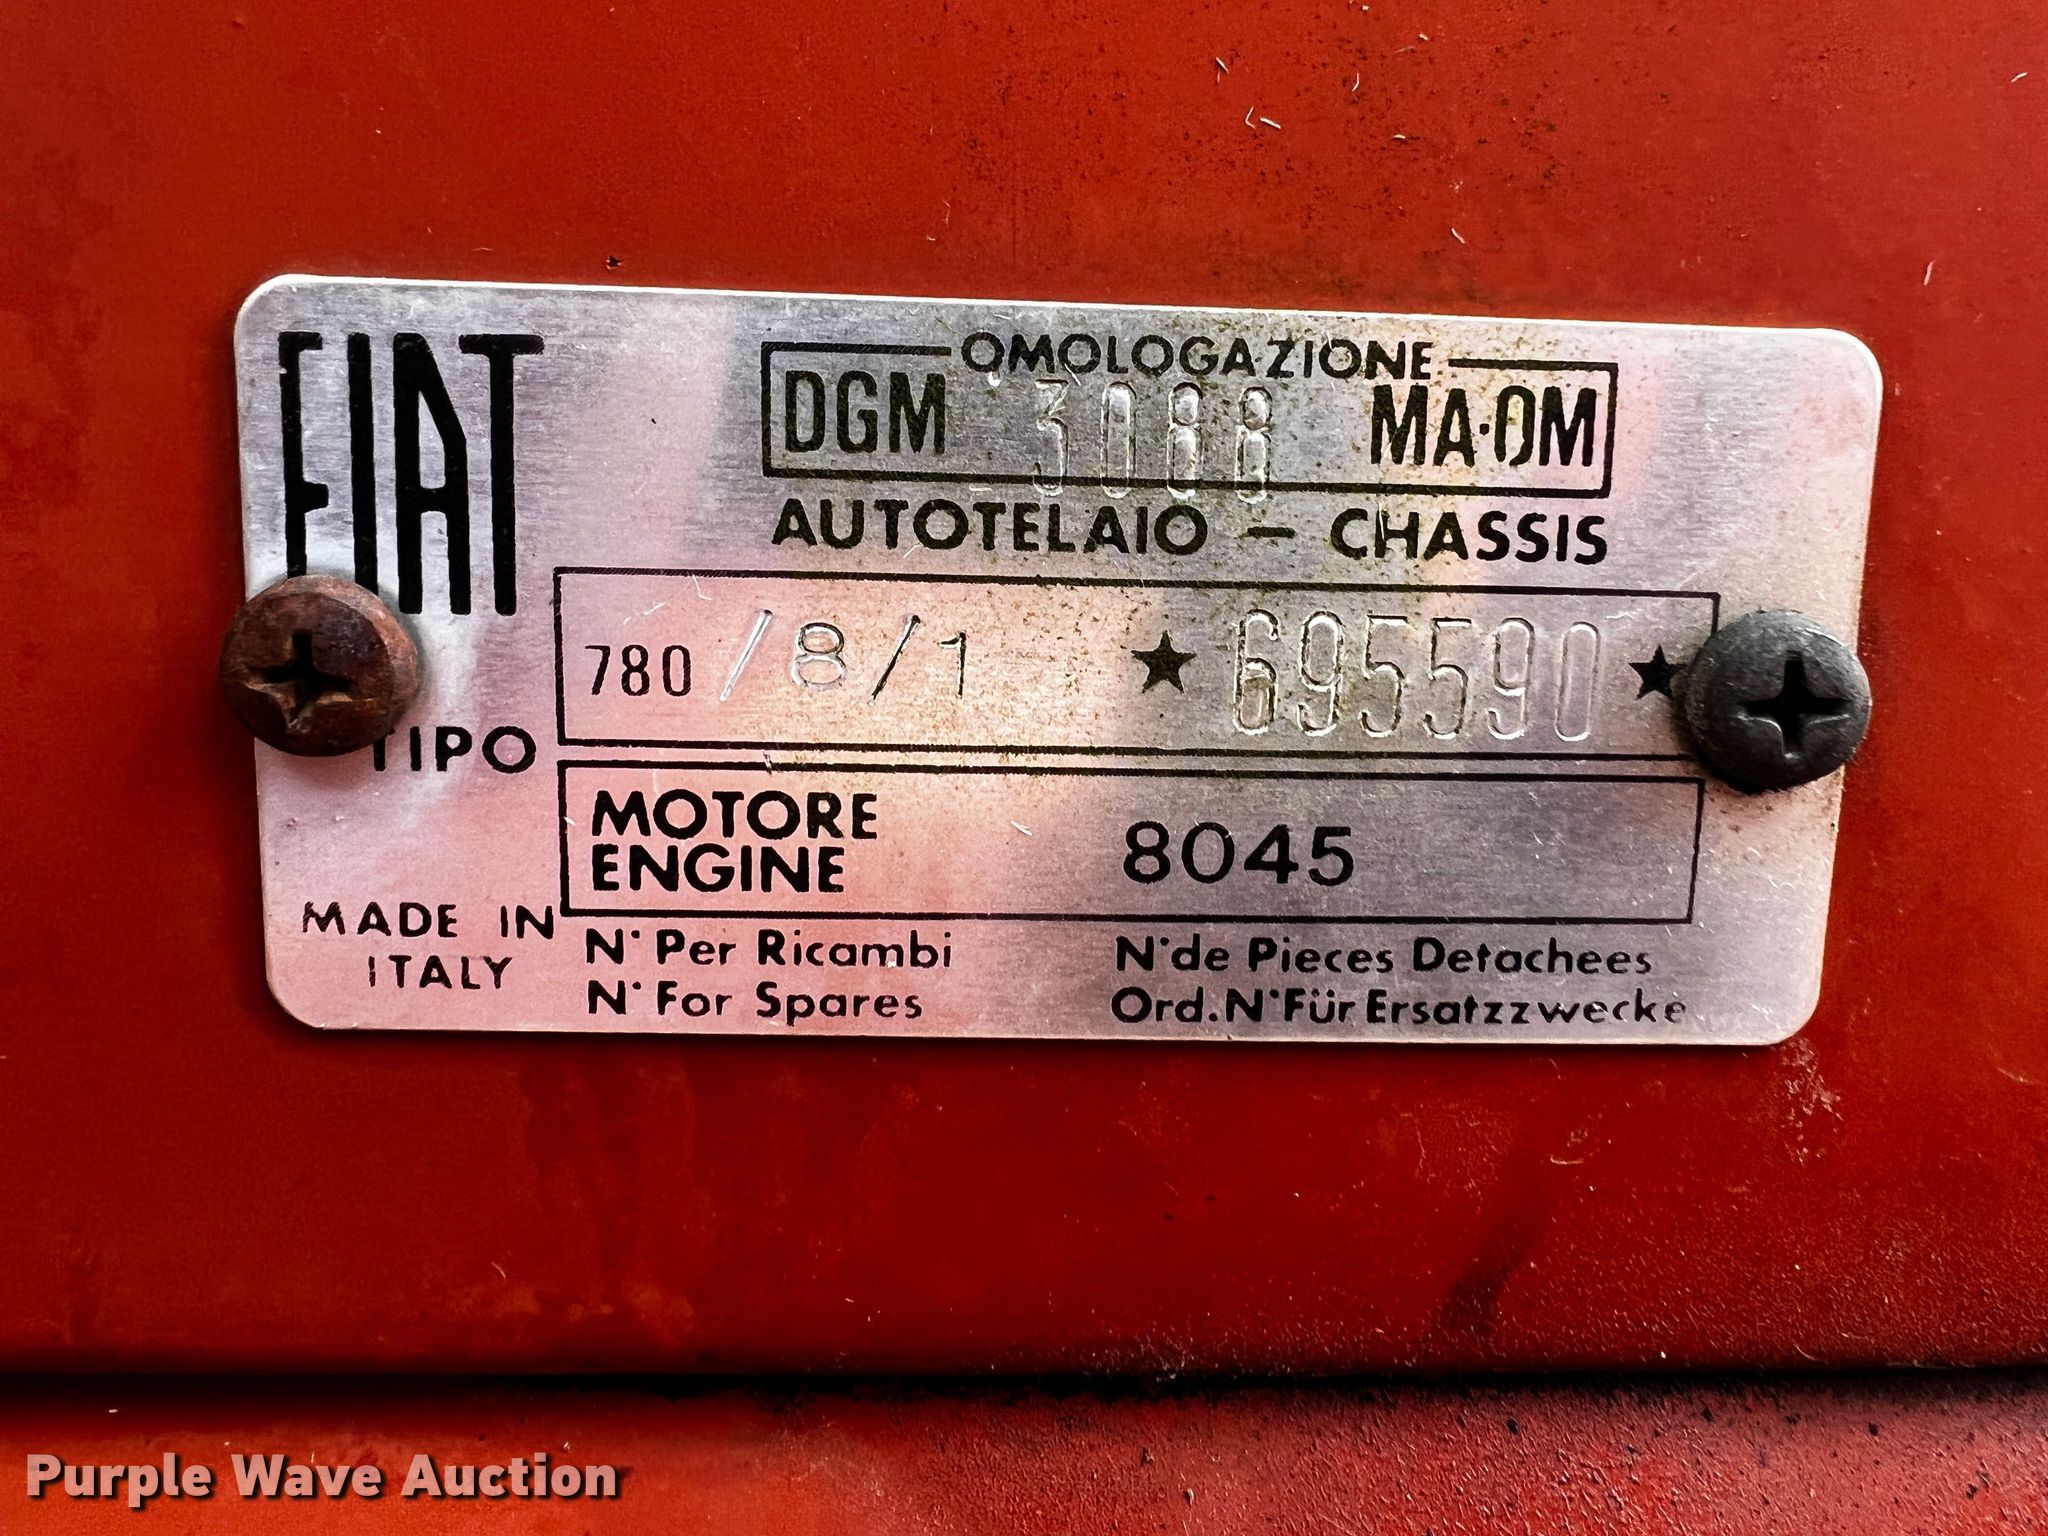 FIAT
OMOLOGAZIONE
DGM 3088 MA·OM
AUTOTELAIO - CHASSIS
780 /8/1 ★ 695590 ★
TIPO
MOTORE
ENGINE 8045
MADE IN
ITALY
N· Per Ricambi N·de Pieces Detachees
N· For Spares Ord.N·Für Ersatzzwecke
Purple Wave Auction